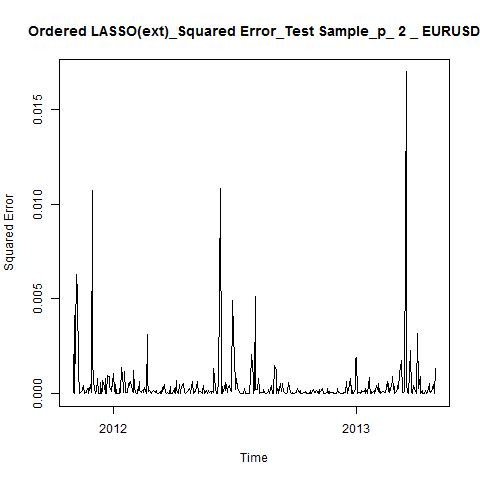 Ordered LASSO(ext)_Squared Error_Test Sample_p_ 2 _ EURUSD
Squared Error
0.015
0.010
0.005
0.000
2012
2013
Time